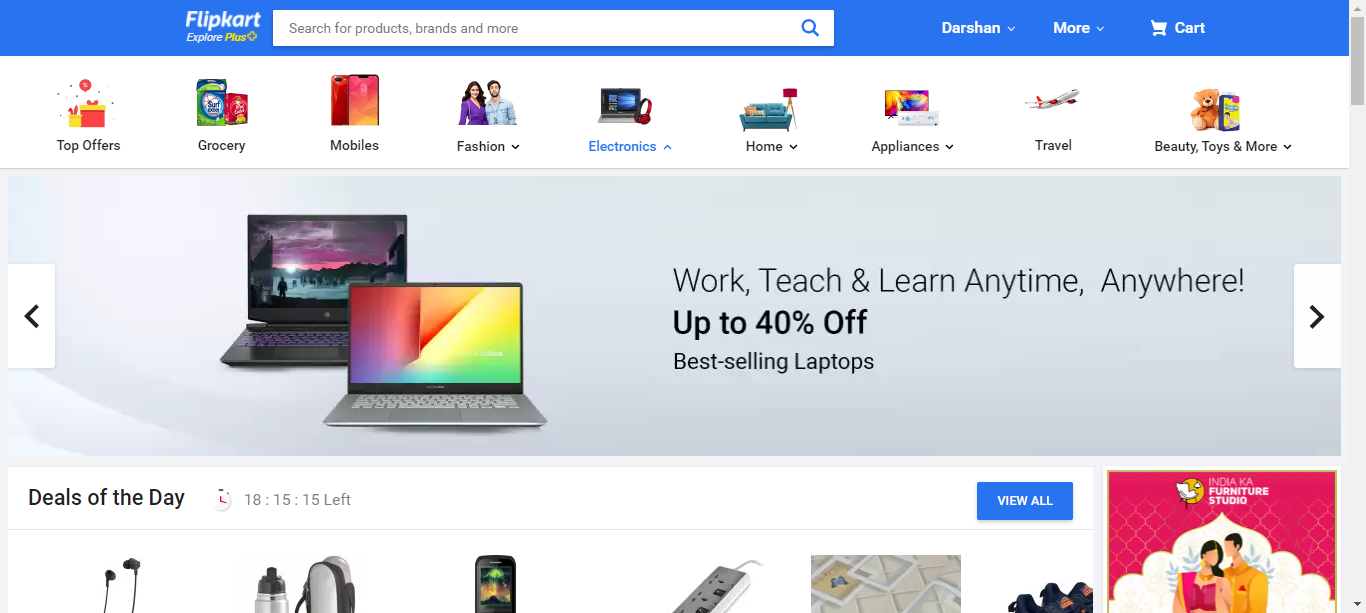 Flipkart
Explore Plus
Search for products, brands and more
Darshan
More
Cart
Top Offers
Grocery
Mobiles
Fashion
Electronics
Home
Appliances
Travel
Beauty, Toys & More
Work, Teach & Learn Anytime, Anywhere!
Up to 40% Off
Best-selling Laptops
Deals of the Day
18 : 15 : 15 Left
VIEW ALL
INDIA KA
FURNITURE
STUDIO